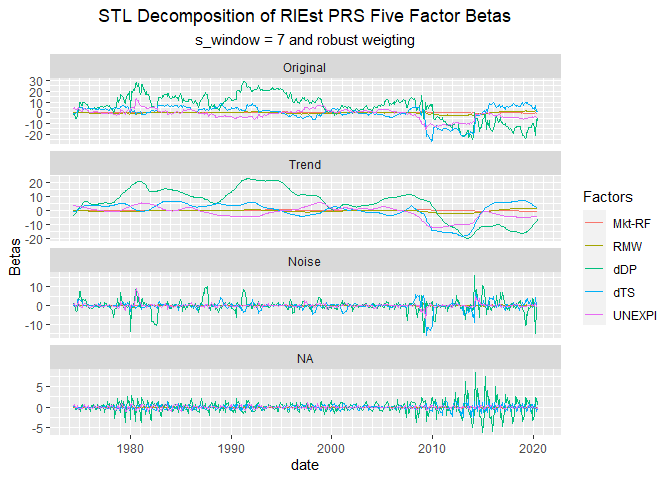 STL Decomposition of RlEst PRS Five Factor Betas
s_window = 7 and robust weigting
Original
30
20
10
0
-10
-20
Trend
20
10
0
-10
-20
Noise
10
0
-10
NA
5
0
-5
Betas
1980
1990
2000
2010
2020
date
Factors
Mkt-RF
RMW
dDP
dTS
UNEXPI